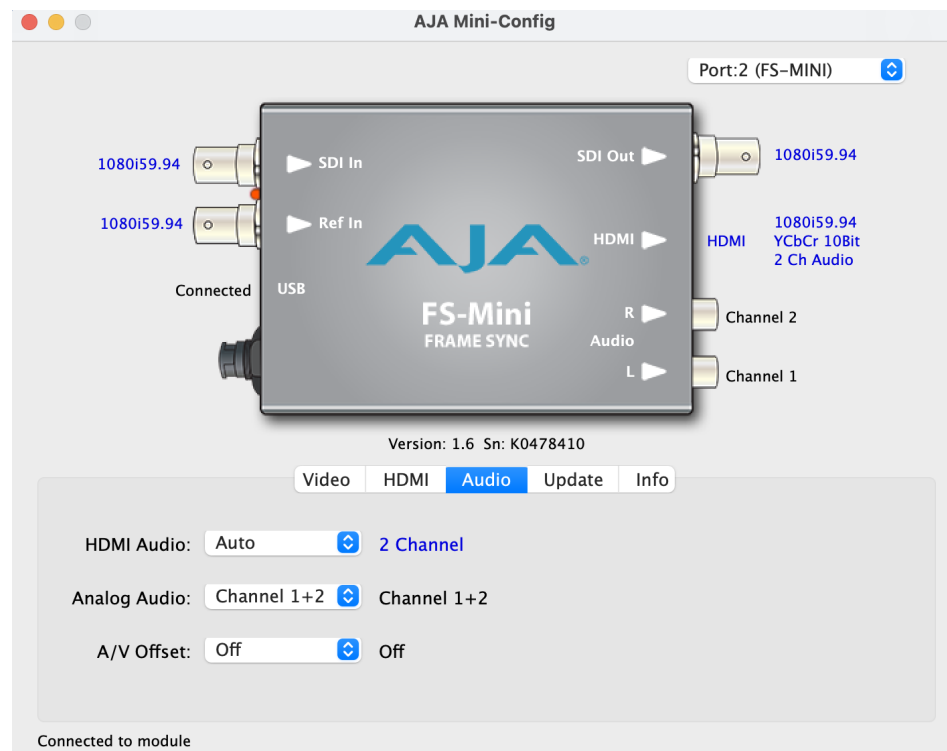 AJA Mini-Config
Port:2 (FS-MINI)
1080i59.94
SDI In
SDI Out
1080i59.94
1080i59.94
Ref In
AJA®
HDMI
HDMI
1080i59.94
YCbCr 10Bit
2 Ch Audio
Connected
USB
FS-Mini
FRAME SYNC
R
Channel 2
Audio
L
Channel 1
Version: 1.6 Sn: K0478410
Video HDMI Audio Update Info
HDMI Audio: Auto 2 Channel
Analog Audio: Channel 1+2 Channel 1+2
A/V Offset: Off Off
Connected to module